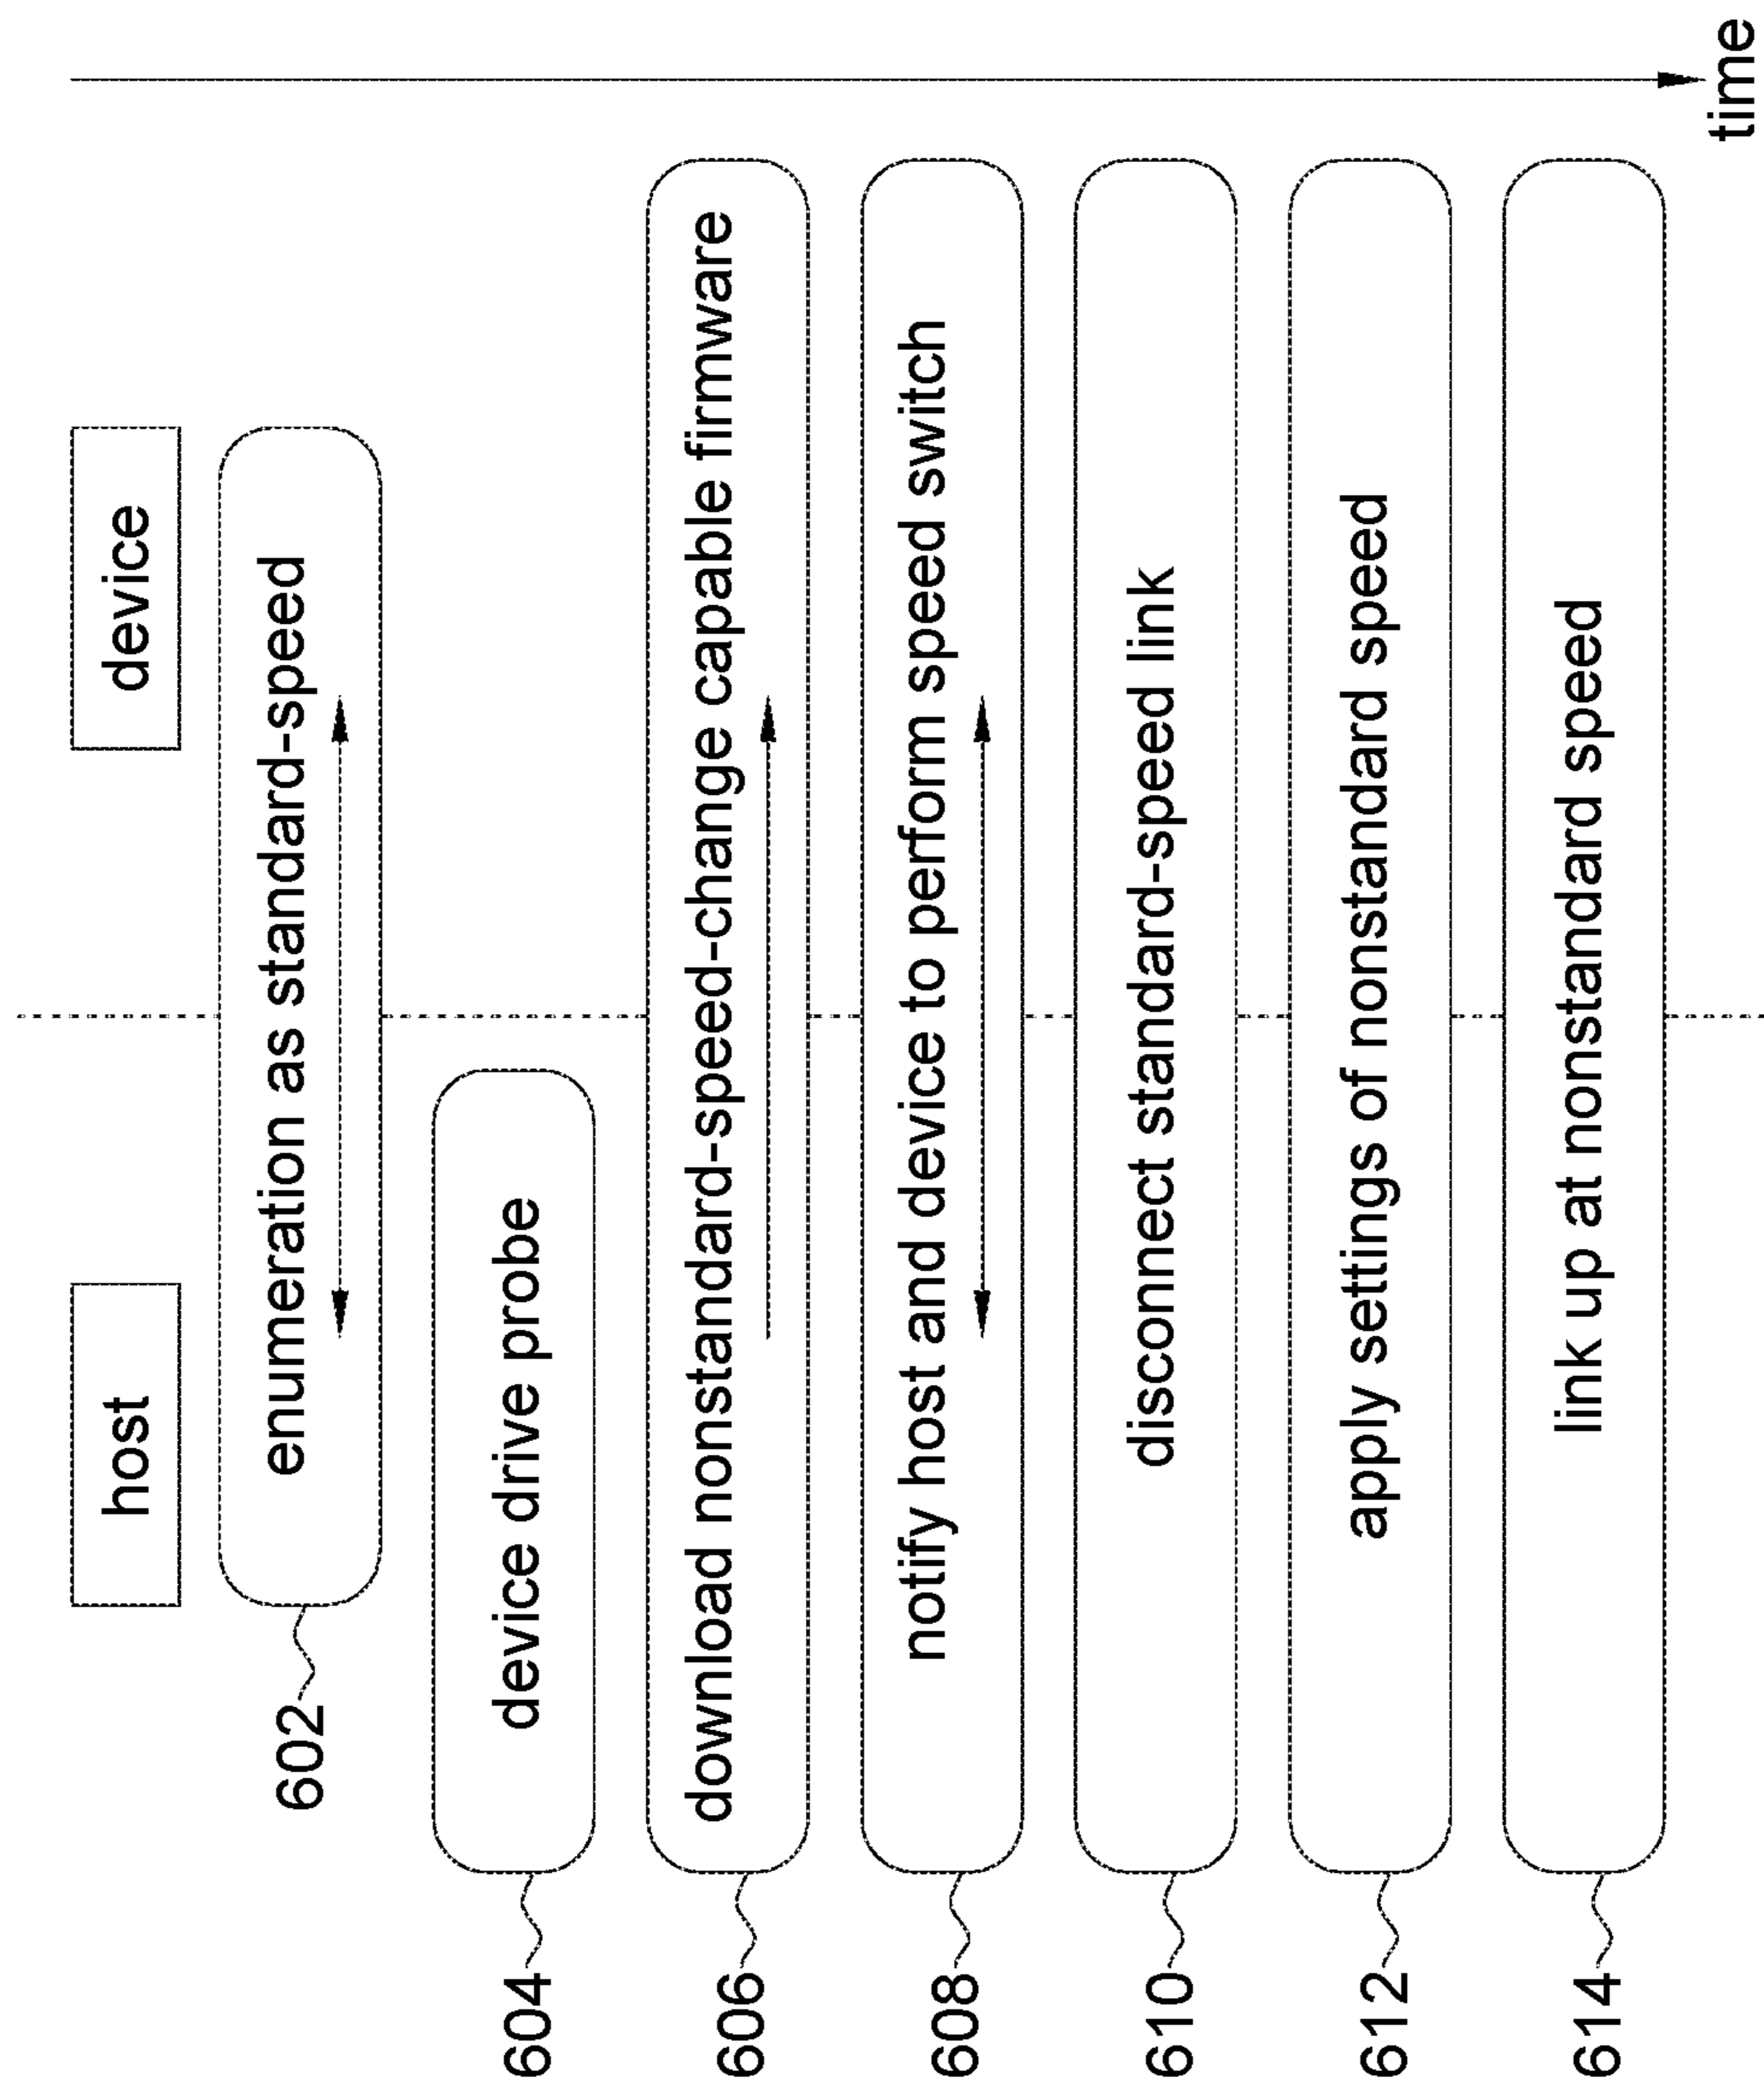 host
device
602
enumeration as standard-speed
604
device drive probe
606
download nonstandard-speed-change capable firmware
608
notify host and device to perform speed switch
610
disconnect standard-speed link
612
apply settings of nonstandard speed
614
link up at nonstandard speed
time